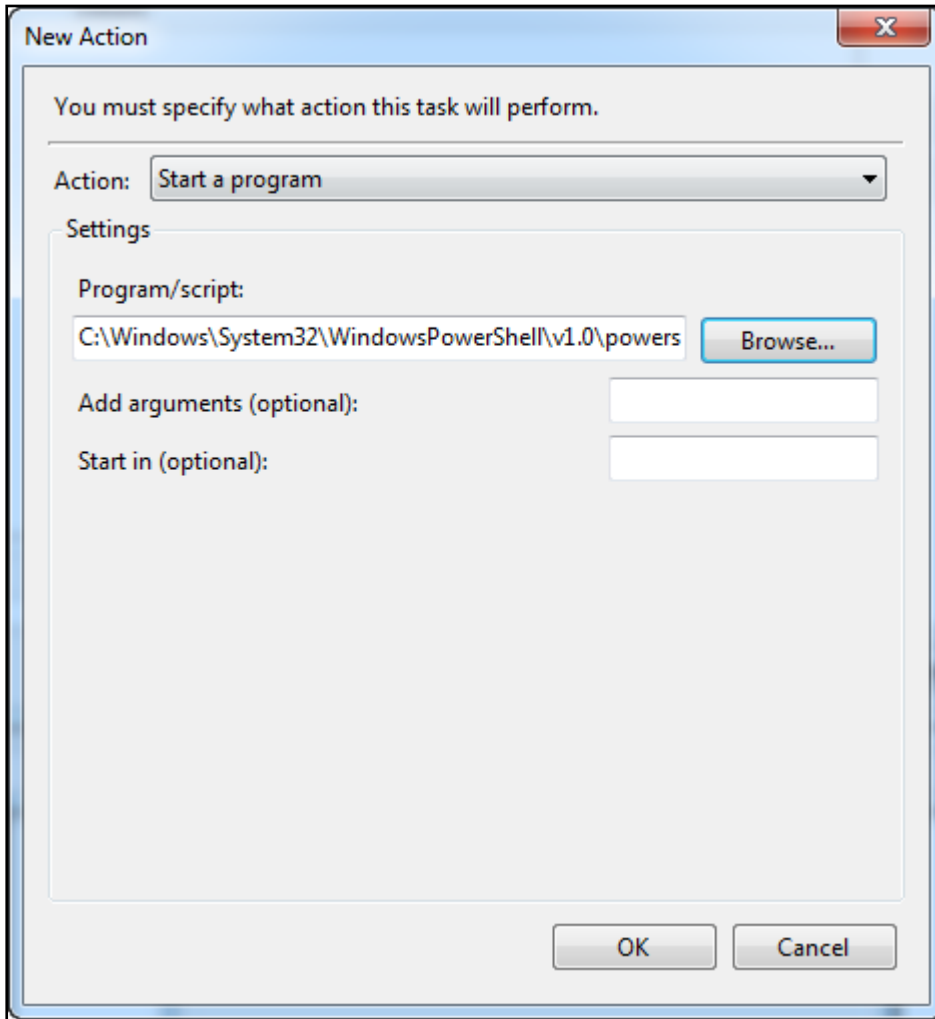 New Action
You must specify what action this task will perform.
Action: Start a program
Settings
Program/script:
C:\Windows\System32\WindowsPowerShell\v1.0\powers Browse...
Add arguments (optional):
Start in (optional):
OK Cancel